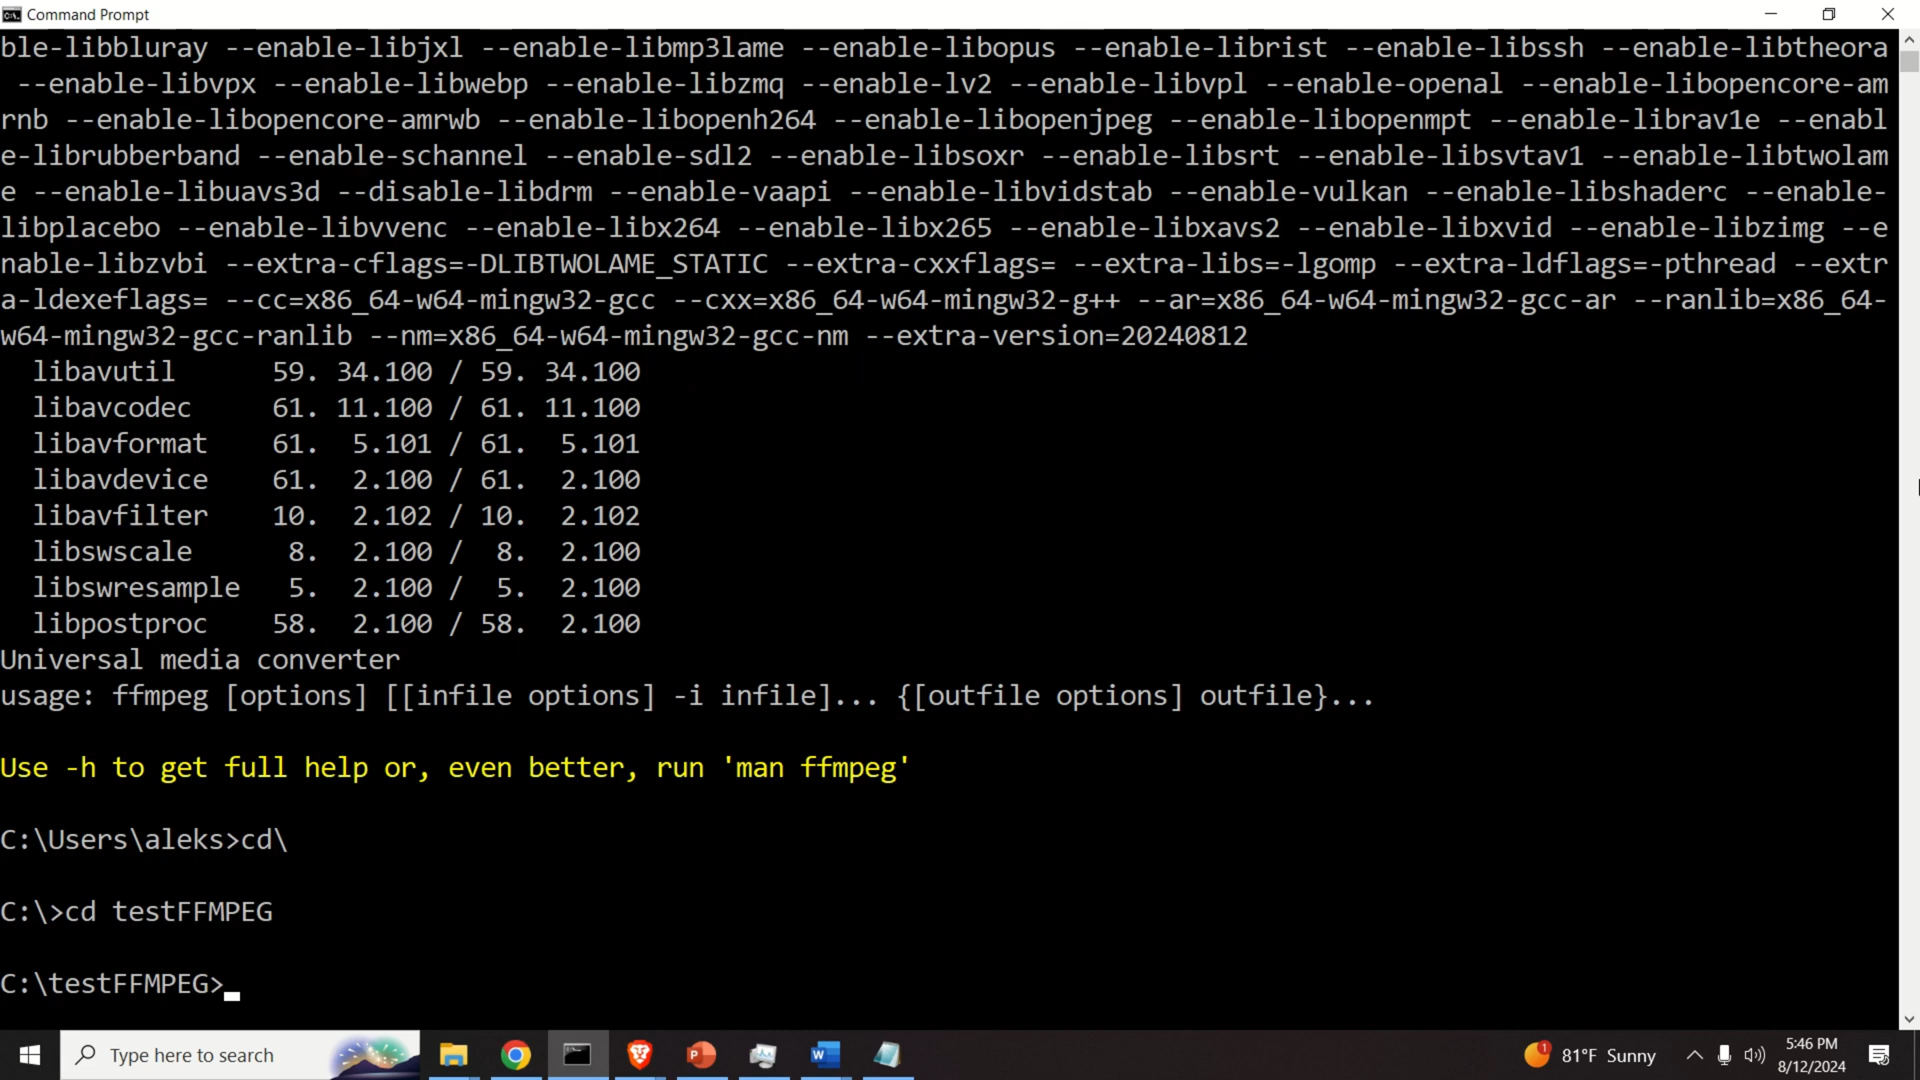 Command Prompt
ble-libbluray --enable-libjxl --enable-libmp3lame --enable-libopus --enable-librist --enable-libssh --enable-libtheora
--enable-libvpx --enable-libwebp --enable-libzmq --enable-lv2 --enable-libvpl --enable-openal --enable-libopencore-am
rnb --enable-libopencore-amrwb --enable-libopenh264 --enable-libopenjpeg --enable-libopenmpt --enable-librav1e --enabl
e-librubberband --enable-schannel --enable-sdl2 --enable-libsoxr --enable-libsrt --enable-libsvtav1 --enable-libtwolam
e --enable-libuavs3d --disable-libdrm --enable-vaapi --enable-libvidstab --enable-vulkan --enable-libshaderc --enable-
libplacebo --enable-libvvenc --enable-libx264 --enable-libx265 --enable-libxavs2 --enable-libxvid --enable-libzimg --e
nable-libzvbi --extra-cflags=-DLIBTWOLAME_STATIC --extra-cxxflags= --extra-libs=-lgomp --extra-ldflags=-pthread --extr
a-ldexeflags= --cc=x86_64-w64-mingw32-gcc --cxx=x86_64-w64-mingw32-g++ --ar=x86_64-w64-mingw32-gcc-ar --ranlib=x86_64-
w64-mingw32-gcc-ranlib --nm=x86_64-w64-mingw32-gcc-nm --extra-version=20240812
libavutil 59. 34.100 / 59. 34.100
libavcodec 61. 11.100 / 61. 11.100
libavformat 61. 5.101 / 61. 5.101
libavdevice 61. 2.100 / 61. 2.100
libavfilter 10. 2.102 / 10. 2.102
libswscale 8. 2.100 / 8. 2.100
libswresample 5. 2.100 / 5. 2.100
libpostproc 58. 2.100 / 58. 2.100
Universal media converter
usage: ffmpeg [options] [[infile options] -i infile]... {[outfile options] outfile}...
Use -h to get full help or, even better, run 'man ffmpeg'
C:\Users\aleks>cd\
C:\>cd testFFMPEG
C:\testFFMPEG>
Type here to search
P
W
1
81°F Sunny
5:46 PM
8/12/2024